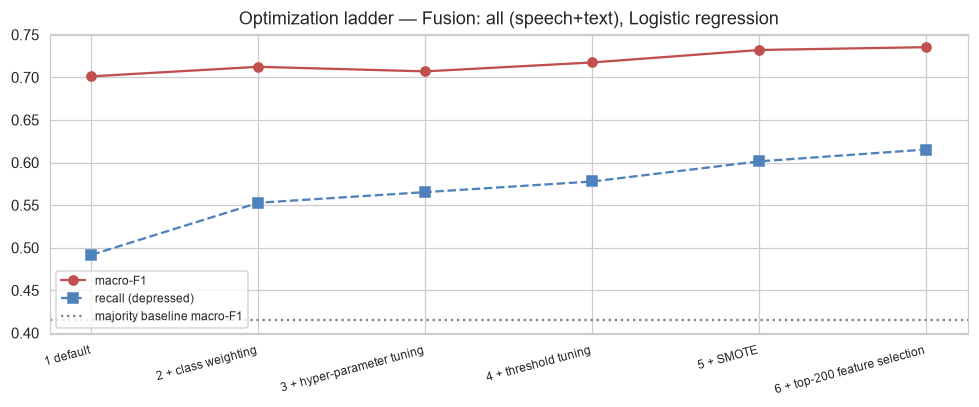 Optimization ladder — Fusion: all (speech+text), Logistic regression
0.75
0.70
0.65
0.60
0.55
0.50
0.45
0.40
macro-F1
recall (depressed)
majority baseline macro-F1
1 default
2 + class weighting
3 + hyper-parameter tuning
4 + threshold tuning
5 + SMOTE
6 + top-200 feature selection